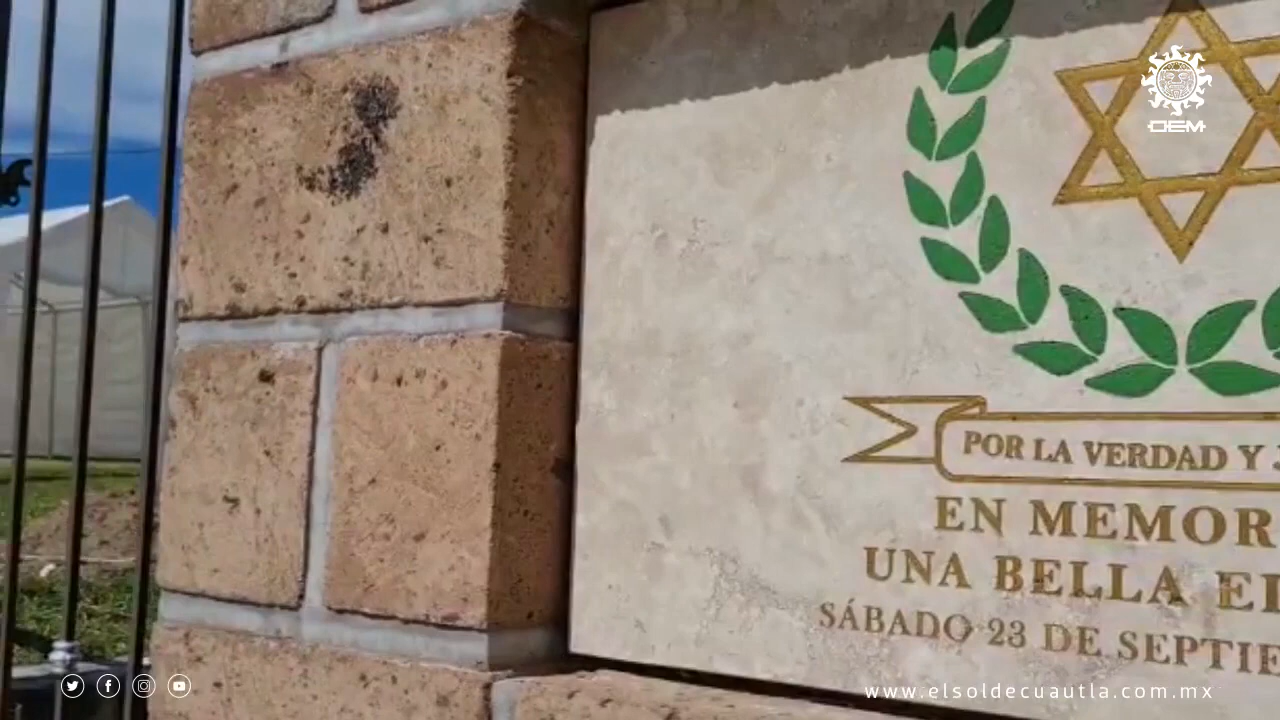 OEM
POR LA VERDAD Y
EN MEMOR
UNA BELLA
SÁBADO 23 DE SEPTIE
www.elsoldecuautla.com.mx